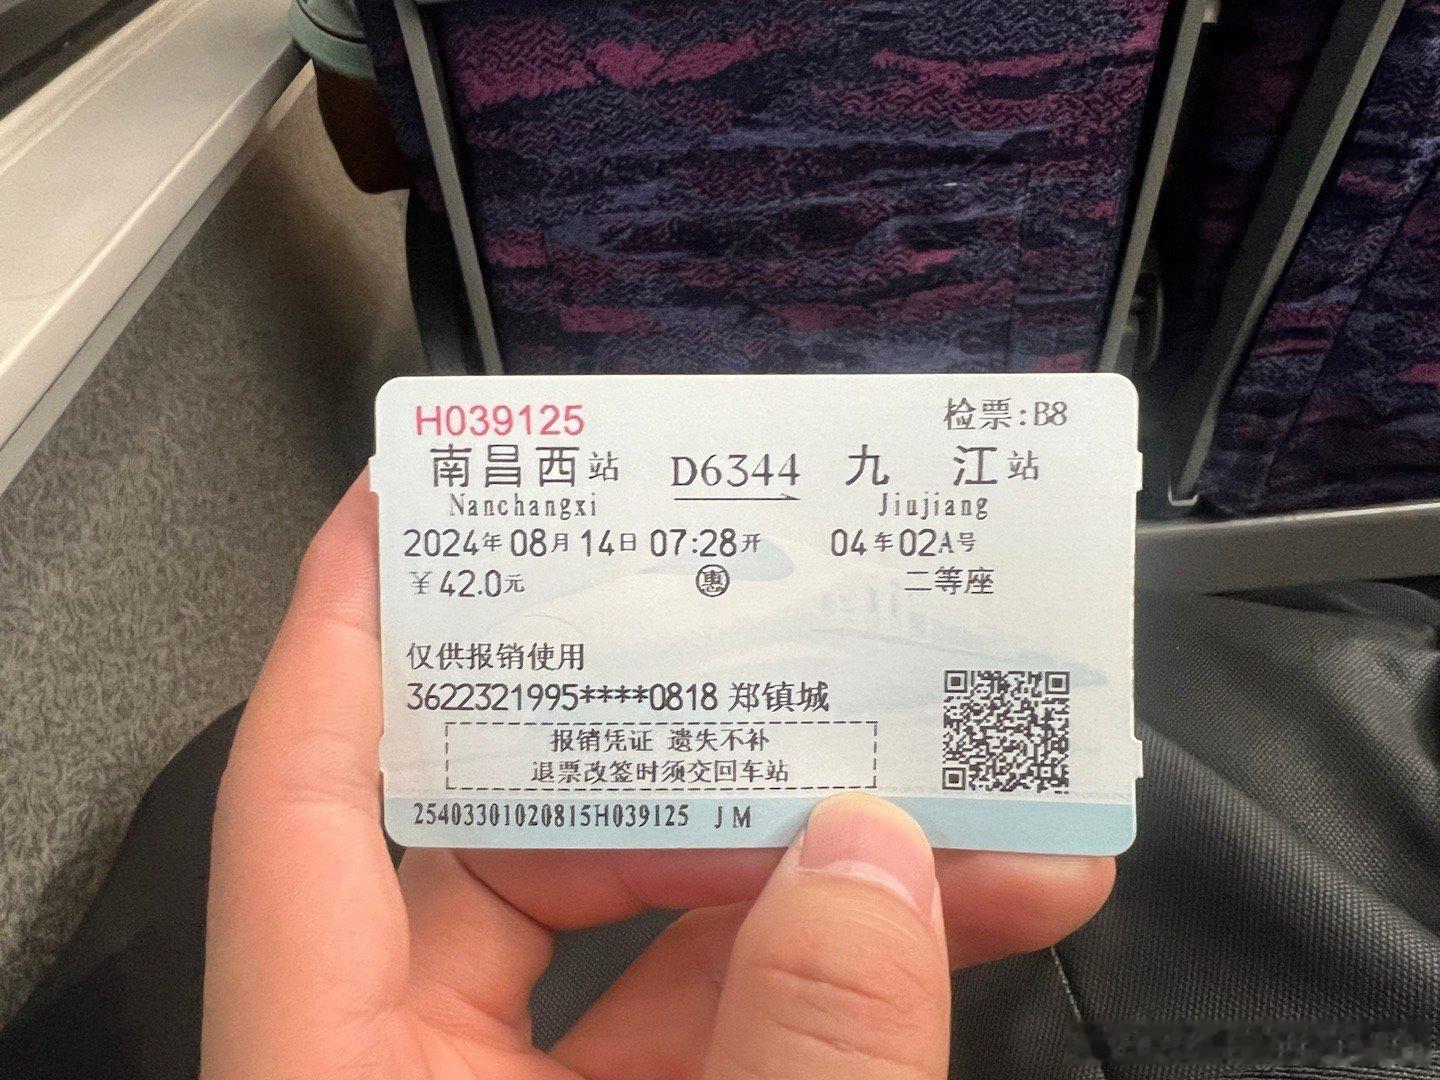 H039125 检票:B8
南昌西站 D6344 九江站
Nanchangxi Jiujiang
2024年08月14日07:28开 04车02A号
¥42.0元 惠 二等座
仅供报销使用
3622321995****0818 郑镇城
报销凭证 遗失不补
退票改签时须交回车站
25403301020815H039125 JM